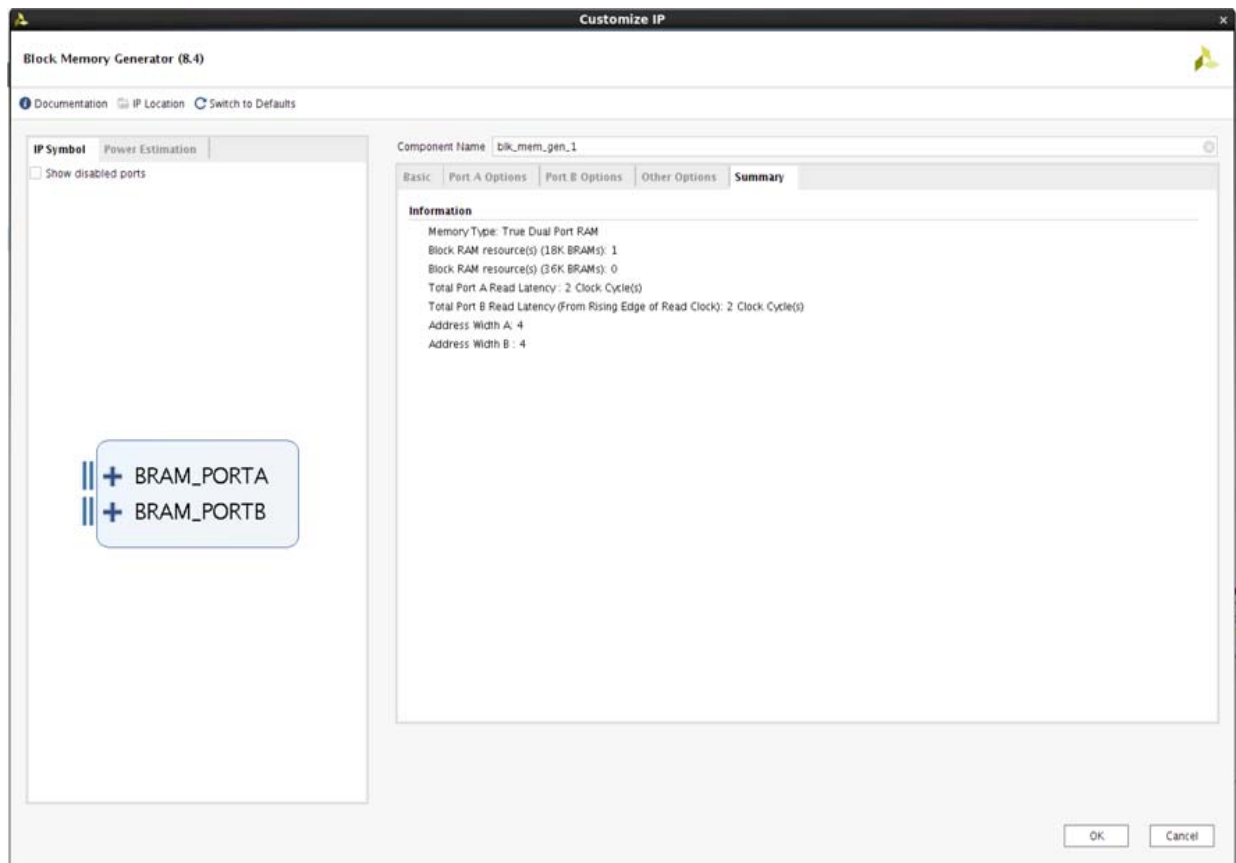 Customize IP
Block Memory Generator (8.4)
Documentation IP Location Switch to Defaults
IP Symbol Power Estimation
Show disabled ports
BRAM_PORTA
BRAM_PORTB
Component Name blk_mem_gen_1
Basic Port A Options Port B Options Other Options Summary
Information
Memory Type: True Dual Port RAM
Block RAM resource(s) (18K BRAMs): 1
Block RAM resource(s) (36K BRAMs): 0
Total Port A Read Latency : 2 Clock Cycle(s)
Total Port B Read Latency (From Rising Edge of Read Clock): 2 Clock Cycle(s)
Address Width A: 4
Address Width B : 4
OK Cancel